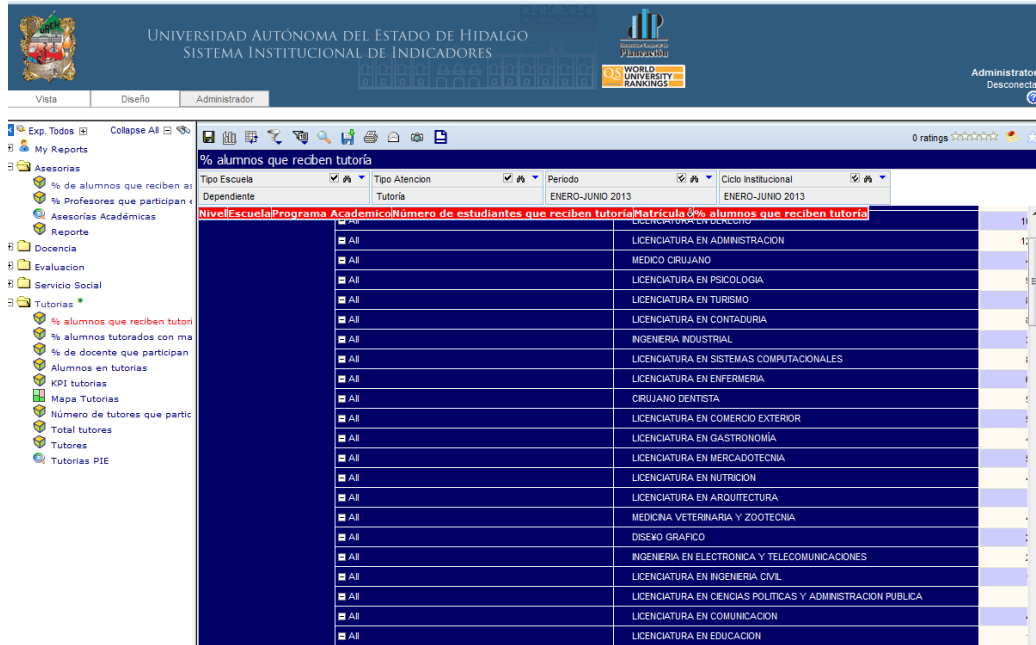 UNIVERSIDAD AUTÓNOMA DEL ESTADO DE HIDALGO
SISTEMA INSTITUCIONAL DE INDICADORES
Planeación
QS WORLD UNIVERSITY RANKINGS
Administrator
Desconecta
Vista Diseño Administrador
Exp. Todos Collapse All
My Reports
Asesorias
% de alumnos que reciben as
% Profesores que participan
Asesorías Académicas
Reporte
Docencia
Evaluacion
Servicio Social
Tutorias *
% alumnos que reciben tutori
% alumnos tutorados con ma
% de docente que participan
Alumnos en tutorias
KPI tutorias
Mapa Tutorias
Número de tutores que partic
Total tutores
Tutores
Tutorias PIE
0 ratings
% alumnos que reciben tutoría
Tipo Escuela Tipo Atencion Periodo Ciclo Institucional
Dependiente Tutoría ENERO-JUNIO 2013 ENERO-JUNIO 2013
Nivel Escuela Programa Academico Número de estudiantes que reciben tutoría Matrícula % alumnos que reciben tutoría
All LICENCIATURA EN DERECHO
All LICENCIATURA EN ADMINISTRACION
All MEDICO CIRUJANO
All LICENCIATURA EN PSICOLOGIA
All LICENCIATURA EN TURISMO
All LICENCIATURA EN CONTADURIA
All INGENIERIA INDUSTRIAL
All LICENCIATURA EN SISTEMAS COMPUTACIONALES
All LICENCIATURA EN ENFERMERIA
All CIRUJANO DENTISTA
All LICENCIATURA EN COMERCIO EXTERIOR
All LICENCIATURA EN GASTRONOMÌA
All LICENCIATURA EN MERCADOTECNIA
All LICENCIATURA EN NUTRICION
All LICENCIATURA EN ARQUITECTURA
All MEDICINA VETERINARIA Y ZOOTECNIA
All DISE¥O GRAFICO
All INGENIERIA EN ELECTRONICA Y TELECOMUNICACIONES
All LICENCIATURA EN INGENIERIA CIVIL
All LICENCIATURA EN CIENCIAS POLITICAS Y ADMINISTRACION PUBLICA
All LICENCIATURA EN COMUNICACION
All LICENCIATURA EN EDUCACION